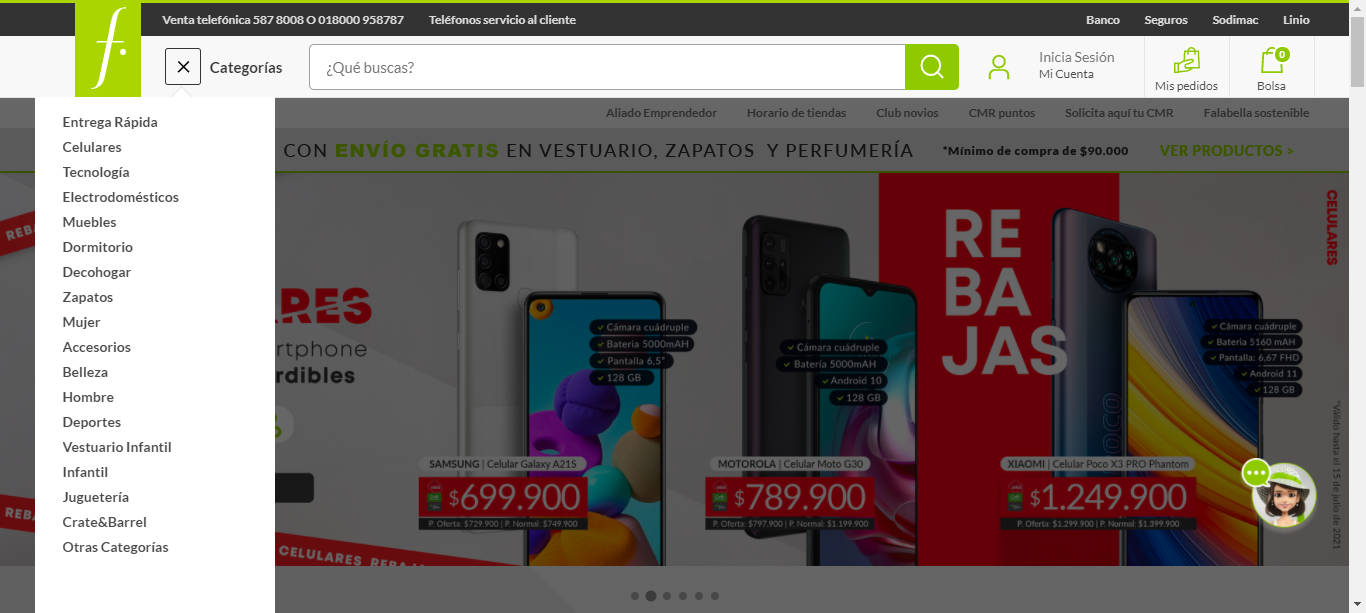 Venta telefónica 587 8008 O 018000 958787
Teléfonos servicio al cliente
Banco
Seguros
Sodimac
Linio
f.
Categorías
¿Qué buscas?
Inicia Sesión
Mi Cuenta
Mis pedidos
0
Bolsa
Aliado Emprendedor
Horario de tiendas
Club novios
CMR puntos
Solicita aquí tu CMR
Falabella sostenible
CON ENVÍO GRATIS EN VESTUARIO, ZAPATOS Y PERFUMERÍA
*Mínimo de compra de $90.000
VER PRODUCTOS >
Entrega Rápida
Celulares
Tecnología
Electrodomésticos
Muebles
Dormitorio
Decohogar
Zapatos
Mujer
Accesorios
Belleza
Hombre
Deportes
Vestuario Infantil
Infantil
Juguetería
Crate&Barrel
Otras Categorías
REBA
REBA
CELULARES REBAJA
Cámara cuádruple
Bateria 5000mAH
Pantalla 6,5"
128 GB
SAMSUNG | Celular Galaxy A21S
$699.900
P. Oferta: $729.900 | P. Normal: $749.900
Cámara cuádruple
Bateria 5000mAH
Android 10
128 GB
MOTOROLA | Celular Moto G30
$789.900
P. Oferta: $797.900 | P. Normal: $1.199.900
RE
BA
JAS
Cámara cuádruple
Bateria 5160 mAH
Pantalla: 6,67 FHD
Android 11
128 GB
XIAOMI | Celular Poco X3 PRO Phantom
$1.249.900
P. Oferta: $1.299.900 | P. Normal: $1.399.900
CELULARES
*Válido hasta el 15 de julio de 2021